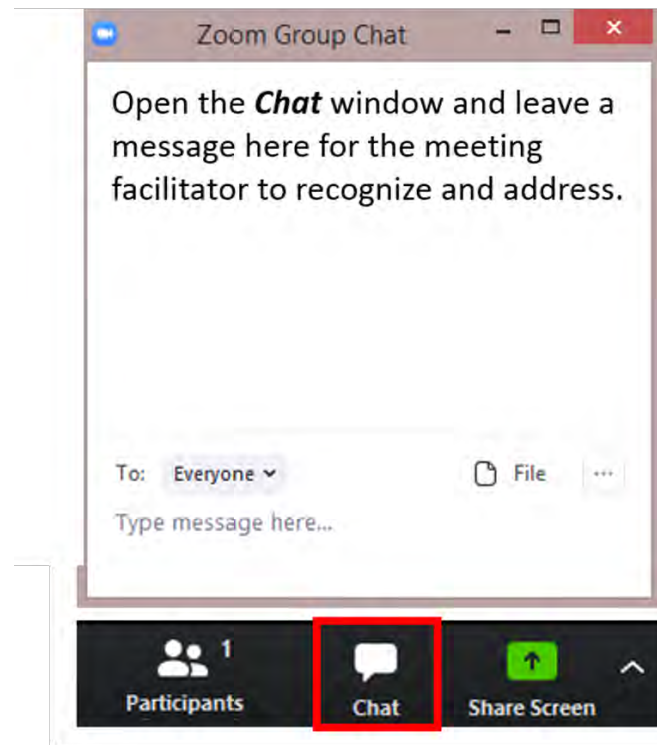 Zoom Group Chat
Open the Chat window and leave a
message here for the meeting
facilitator to recognize and address.
To: Everyone File ...
Type message here...
1
Participants Chat Share Screen